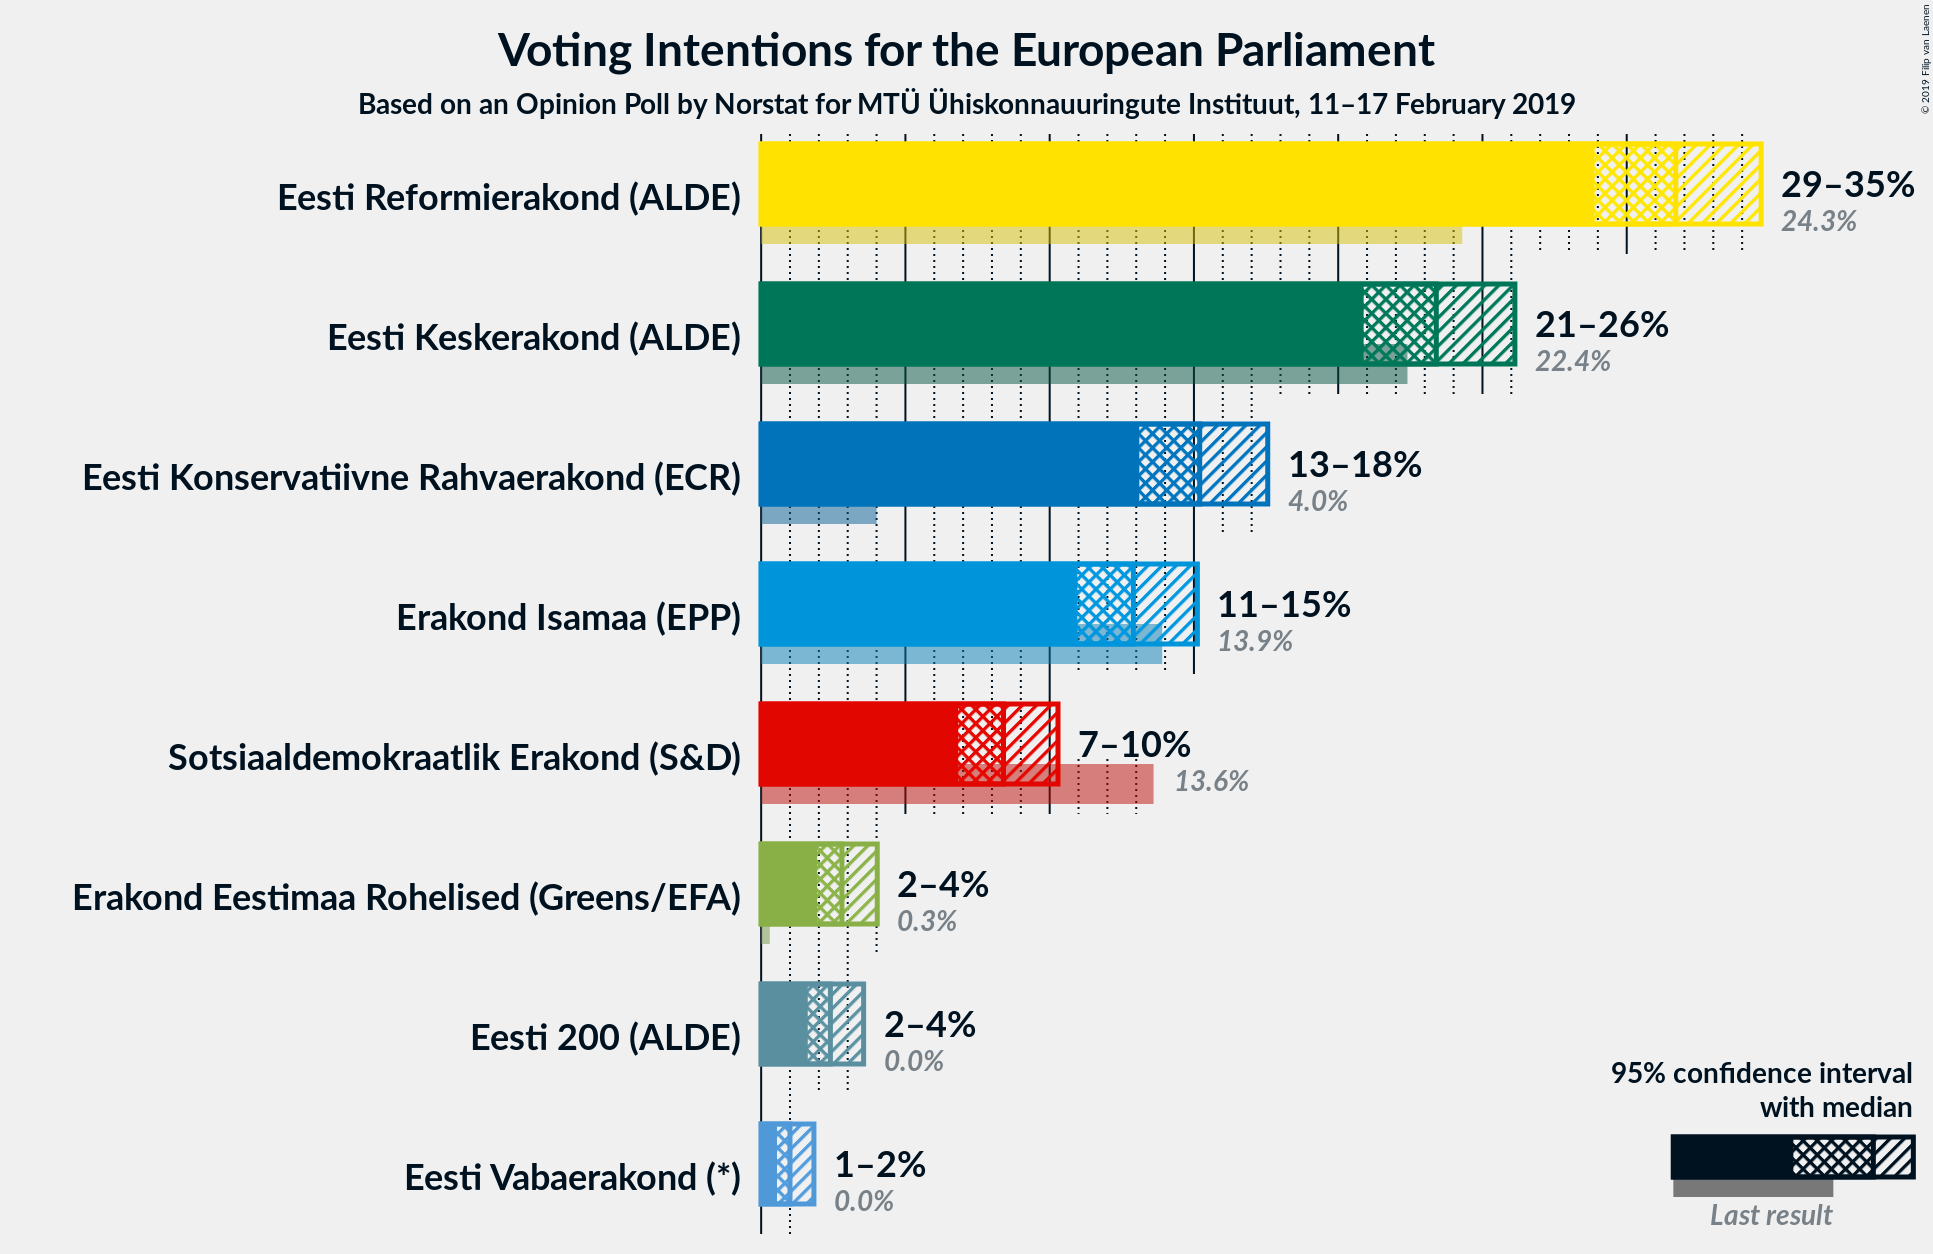 Voting Intentions for the European Parliament
Based on an Opinion Poll by Norstat for MTÜ Ühiskonnauuringute Instituut, 11–17 February 2019
© 2019 Filip van Laenen
Eesti Reformierakond (ALDE)
29–35%
24.3%
Eesti Keskerakond (ALDE)
21–26%
22.4%
Eesti Konservatiivne Rahvaerakond (ECR)
13–18%
4.0%
Erakond Isamaa (EPP)
11–15%
13.9%
Sotsiaaldemokraatlik Erakond (S&D)
7–10%
13.6%
Erakond Eestimaa Rohelised (Greens/EFA)
2–4%
0.3%
Eesti 200 (ALDE)
2–4%
0.0%
Eesti Vabaerakond (*)
1–2%
0.0%
95% confidence interval
with median
Last result